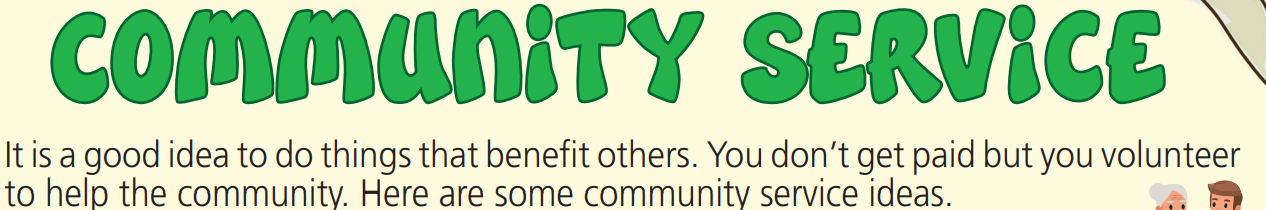 COMMUNITY SERVICE
It is a good idea to do things that benefit others. You don't get paid but you volunteer
to help the community. Here are some community service ideas.